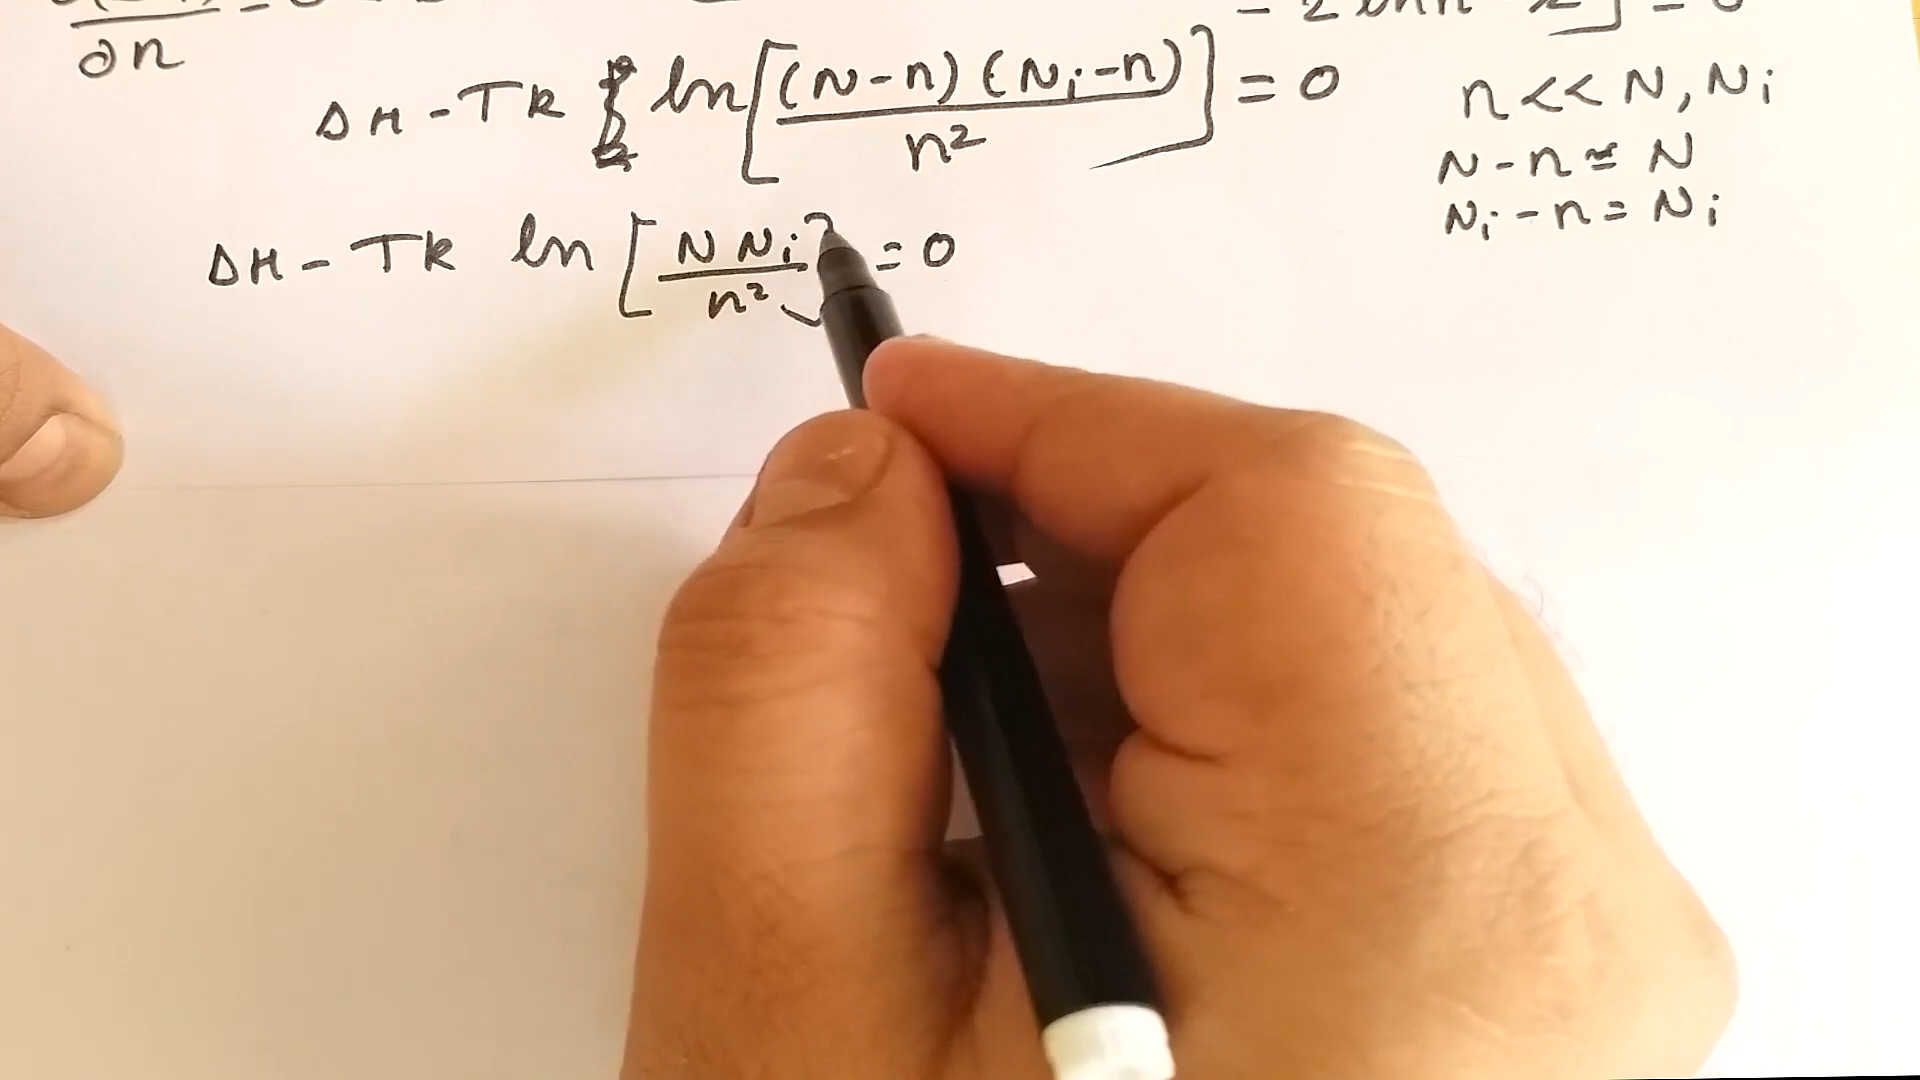 ∂n
ΔH - TK ln[(N-n)(Ni-n)/n²] = 0
n << N, Ni
N-n ≈ N
Ni-n = Ni
ΔH - TK ln[N Ni/n²] = 0